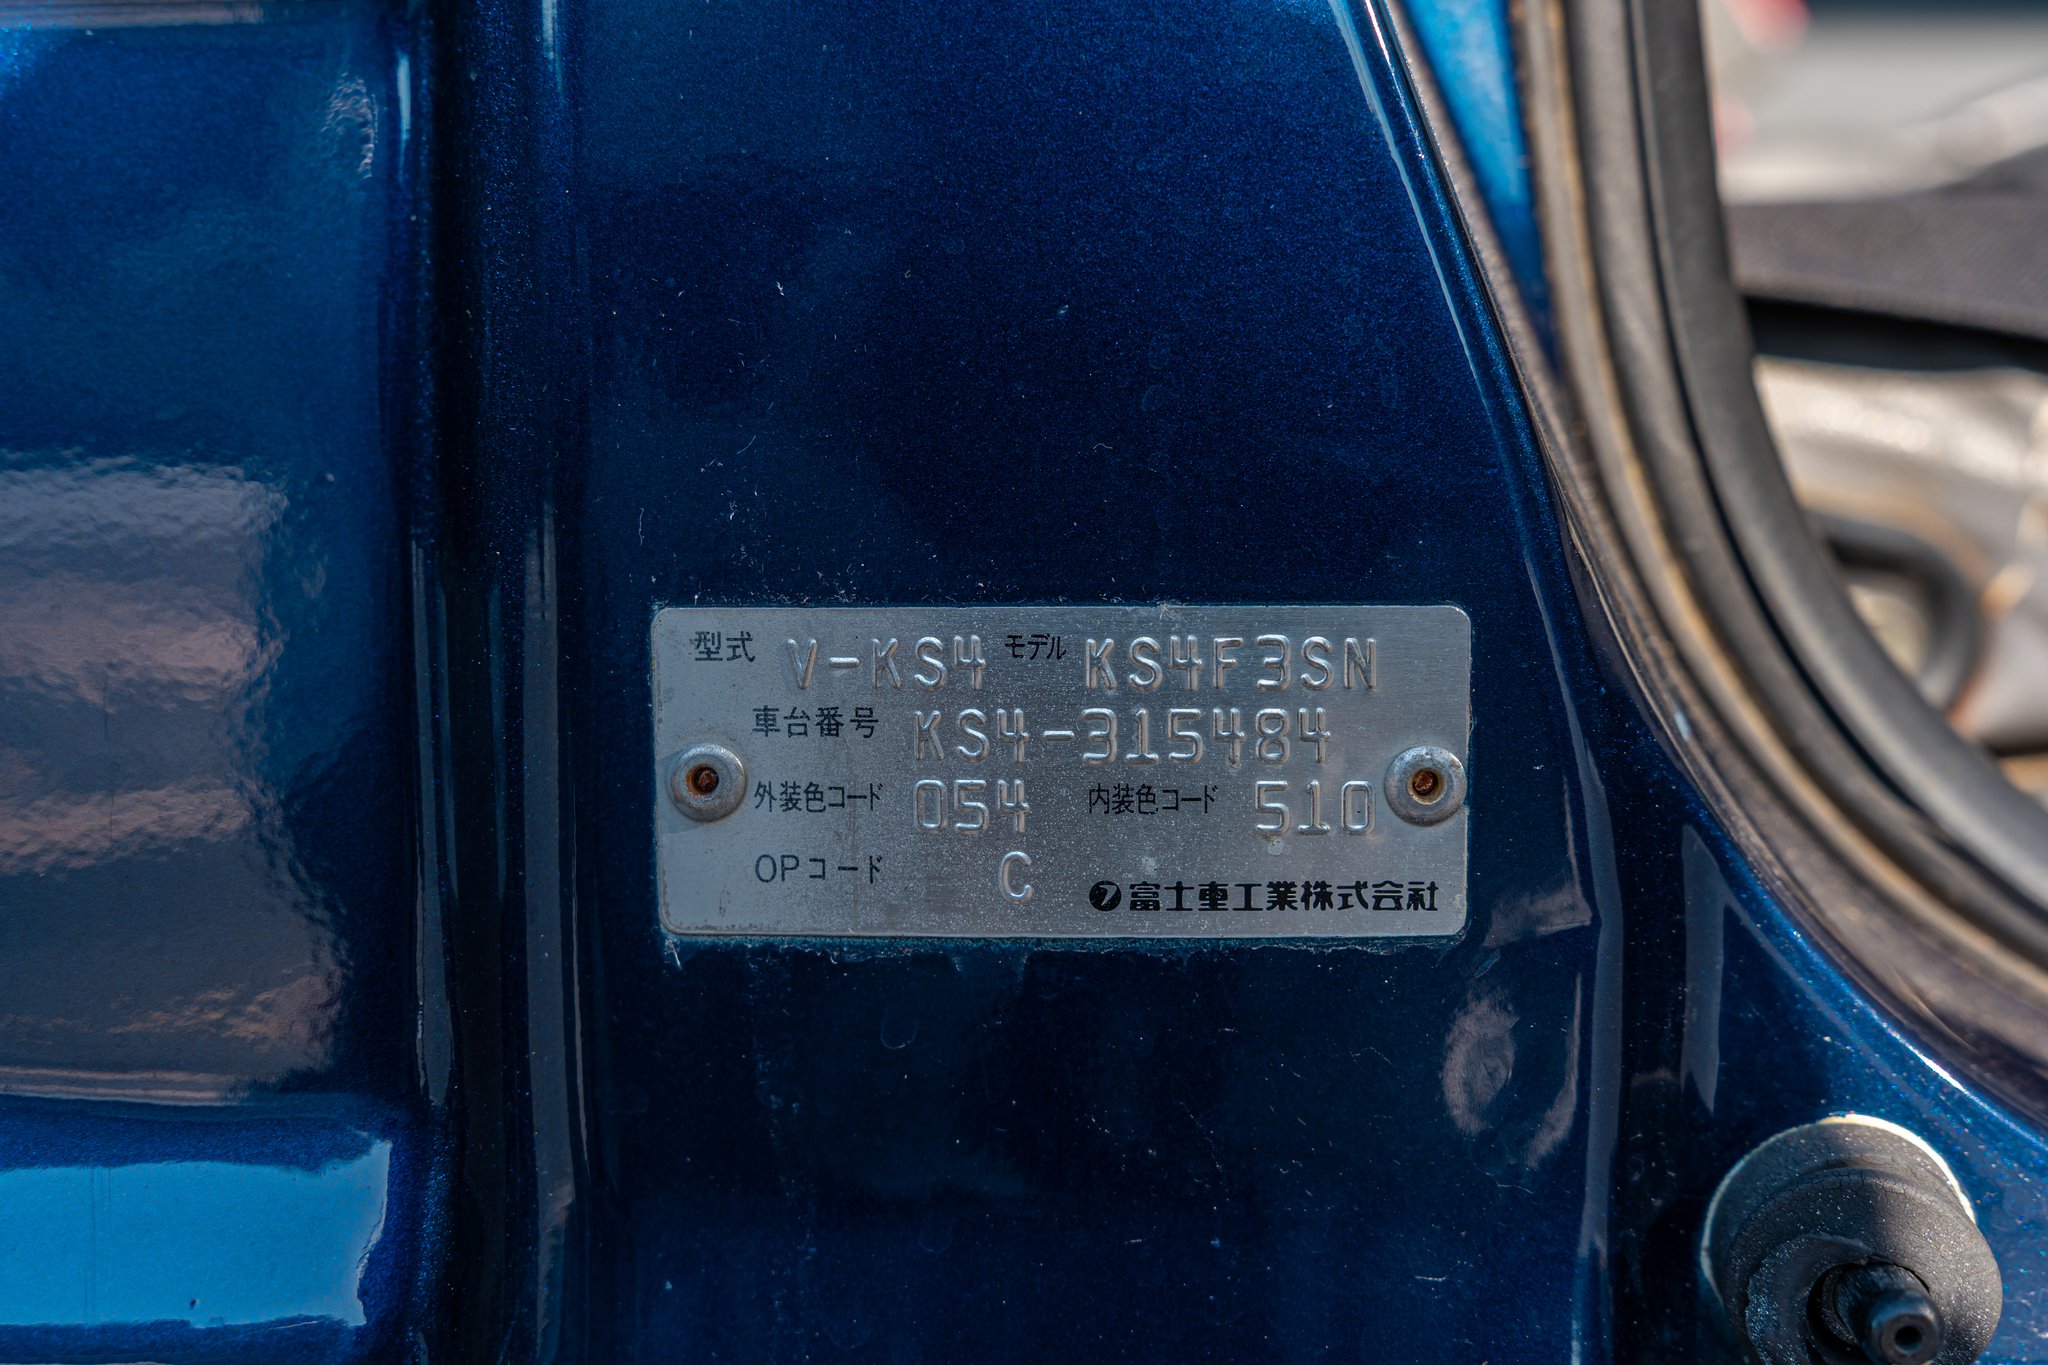 型式 V-KS4 モデル KS4F3SN
車台番号 KS4-315484
外装色コード 054 内装色コード 510
OPコード C 富士重工業株式会社